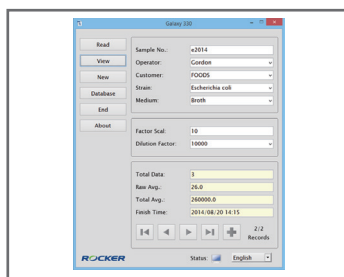 Galaxy 330
Read
View
New
Database
End
About
Sample No.: e2014
Operator: Gordon
Customer: FOODS
Strain: Escherichia coli
Medium: Broth
Factor Scal: 10
Dilution Factor: 10000
Total Data: 3
Raw Avg.: 26.0
Total Avg.: 260000.0
Finish Time: 2014/08/20 14:15
2/2
Records
ROCKER
Status:
English